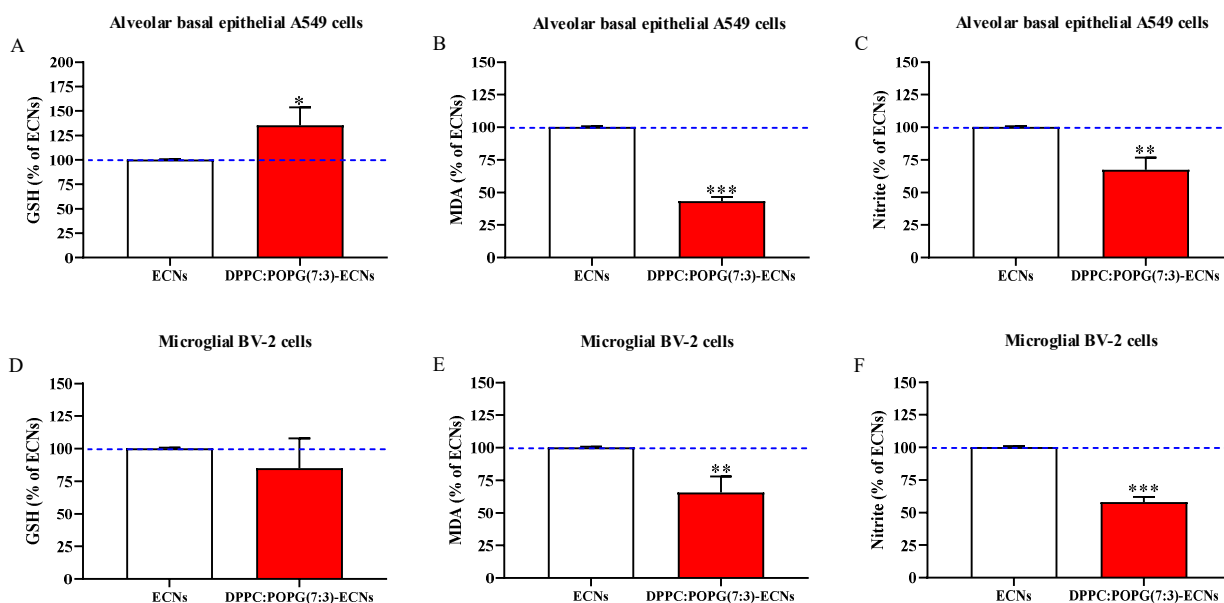 Alveolar basal epithelial A549 cells
A
GSH (% of ECNs)
200
175
150
125
100
75
50
25
0
*
ECNs
DPPC:POPG(7:3)-ECNs
Alveolar basal epithelial A549 cells
B
MDA (% of ECNs)
150
125
100
75
50
25
0
***
ECNs
DPPC:POPG(7:3)-ECNs
Alveolar basal epithelial A549 cells
C
Nitrite (% of ECNs)
150
125
100
75
50
25
0
**
ECNs
DPPC:POPG(7:3)-ECNs
Microglial BV-2 cells
D
GSH (% of ECNs)
150
125
100
75
50
25
0
ECNs
DPPC:POPG(7:3)-ECNs
Microglial BV-2 cells
E
MDA (% of ECNs)
150
125
100
75
50
25
0
**
ECNs
DPPC:POPG(7:3)-ECNs
Microglial BV-2 cells
F
Nitrite (% of ECNs)
150
125
100
75
50
25
0
***
ECNs
DPPC:POPG(7:3)-ECNs